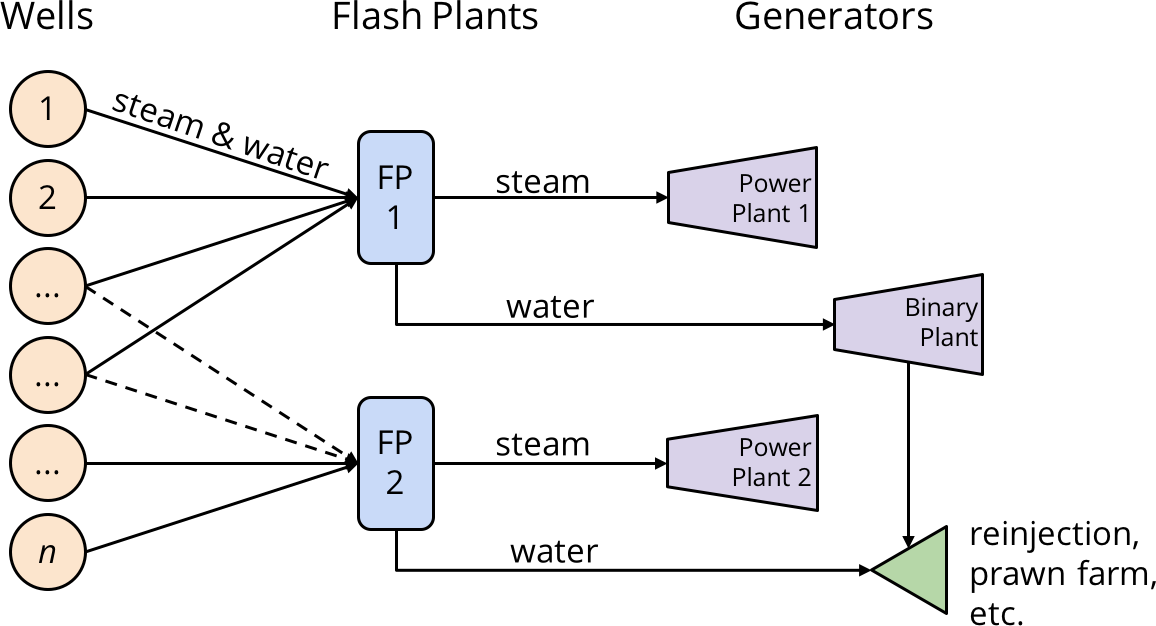 Wells
Flash Plants
Generators
1
steam & water
2
...
...
...
n
FP
1
steam
Power
Plant 1
water
Binary
Plant
FP
2
steam
Power
Plant 2
water
reinjection,
prawn farm,
etc.